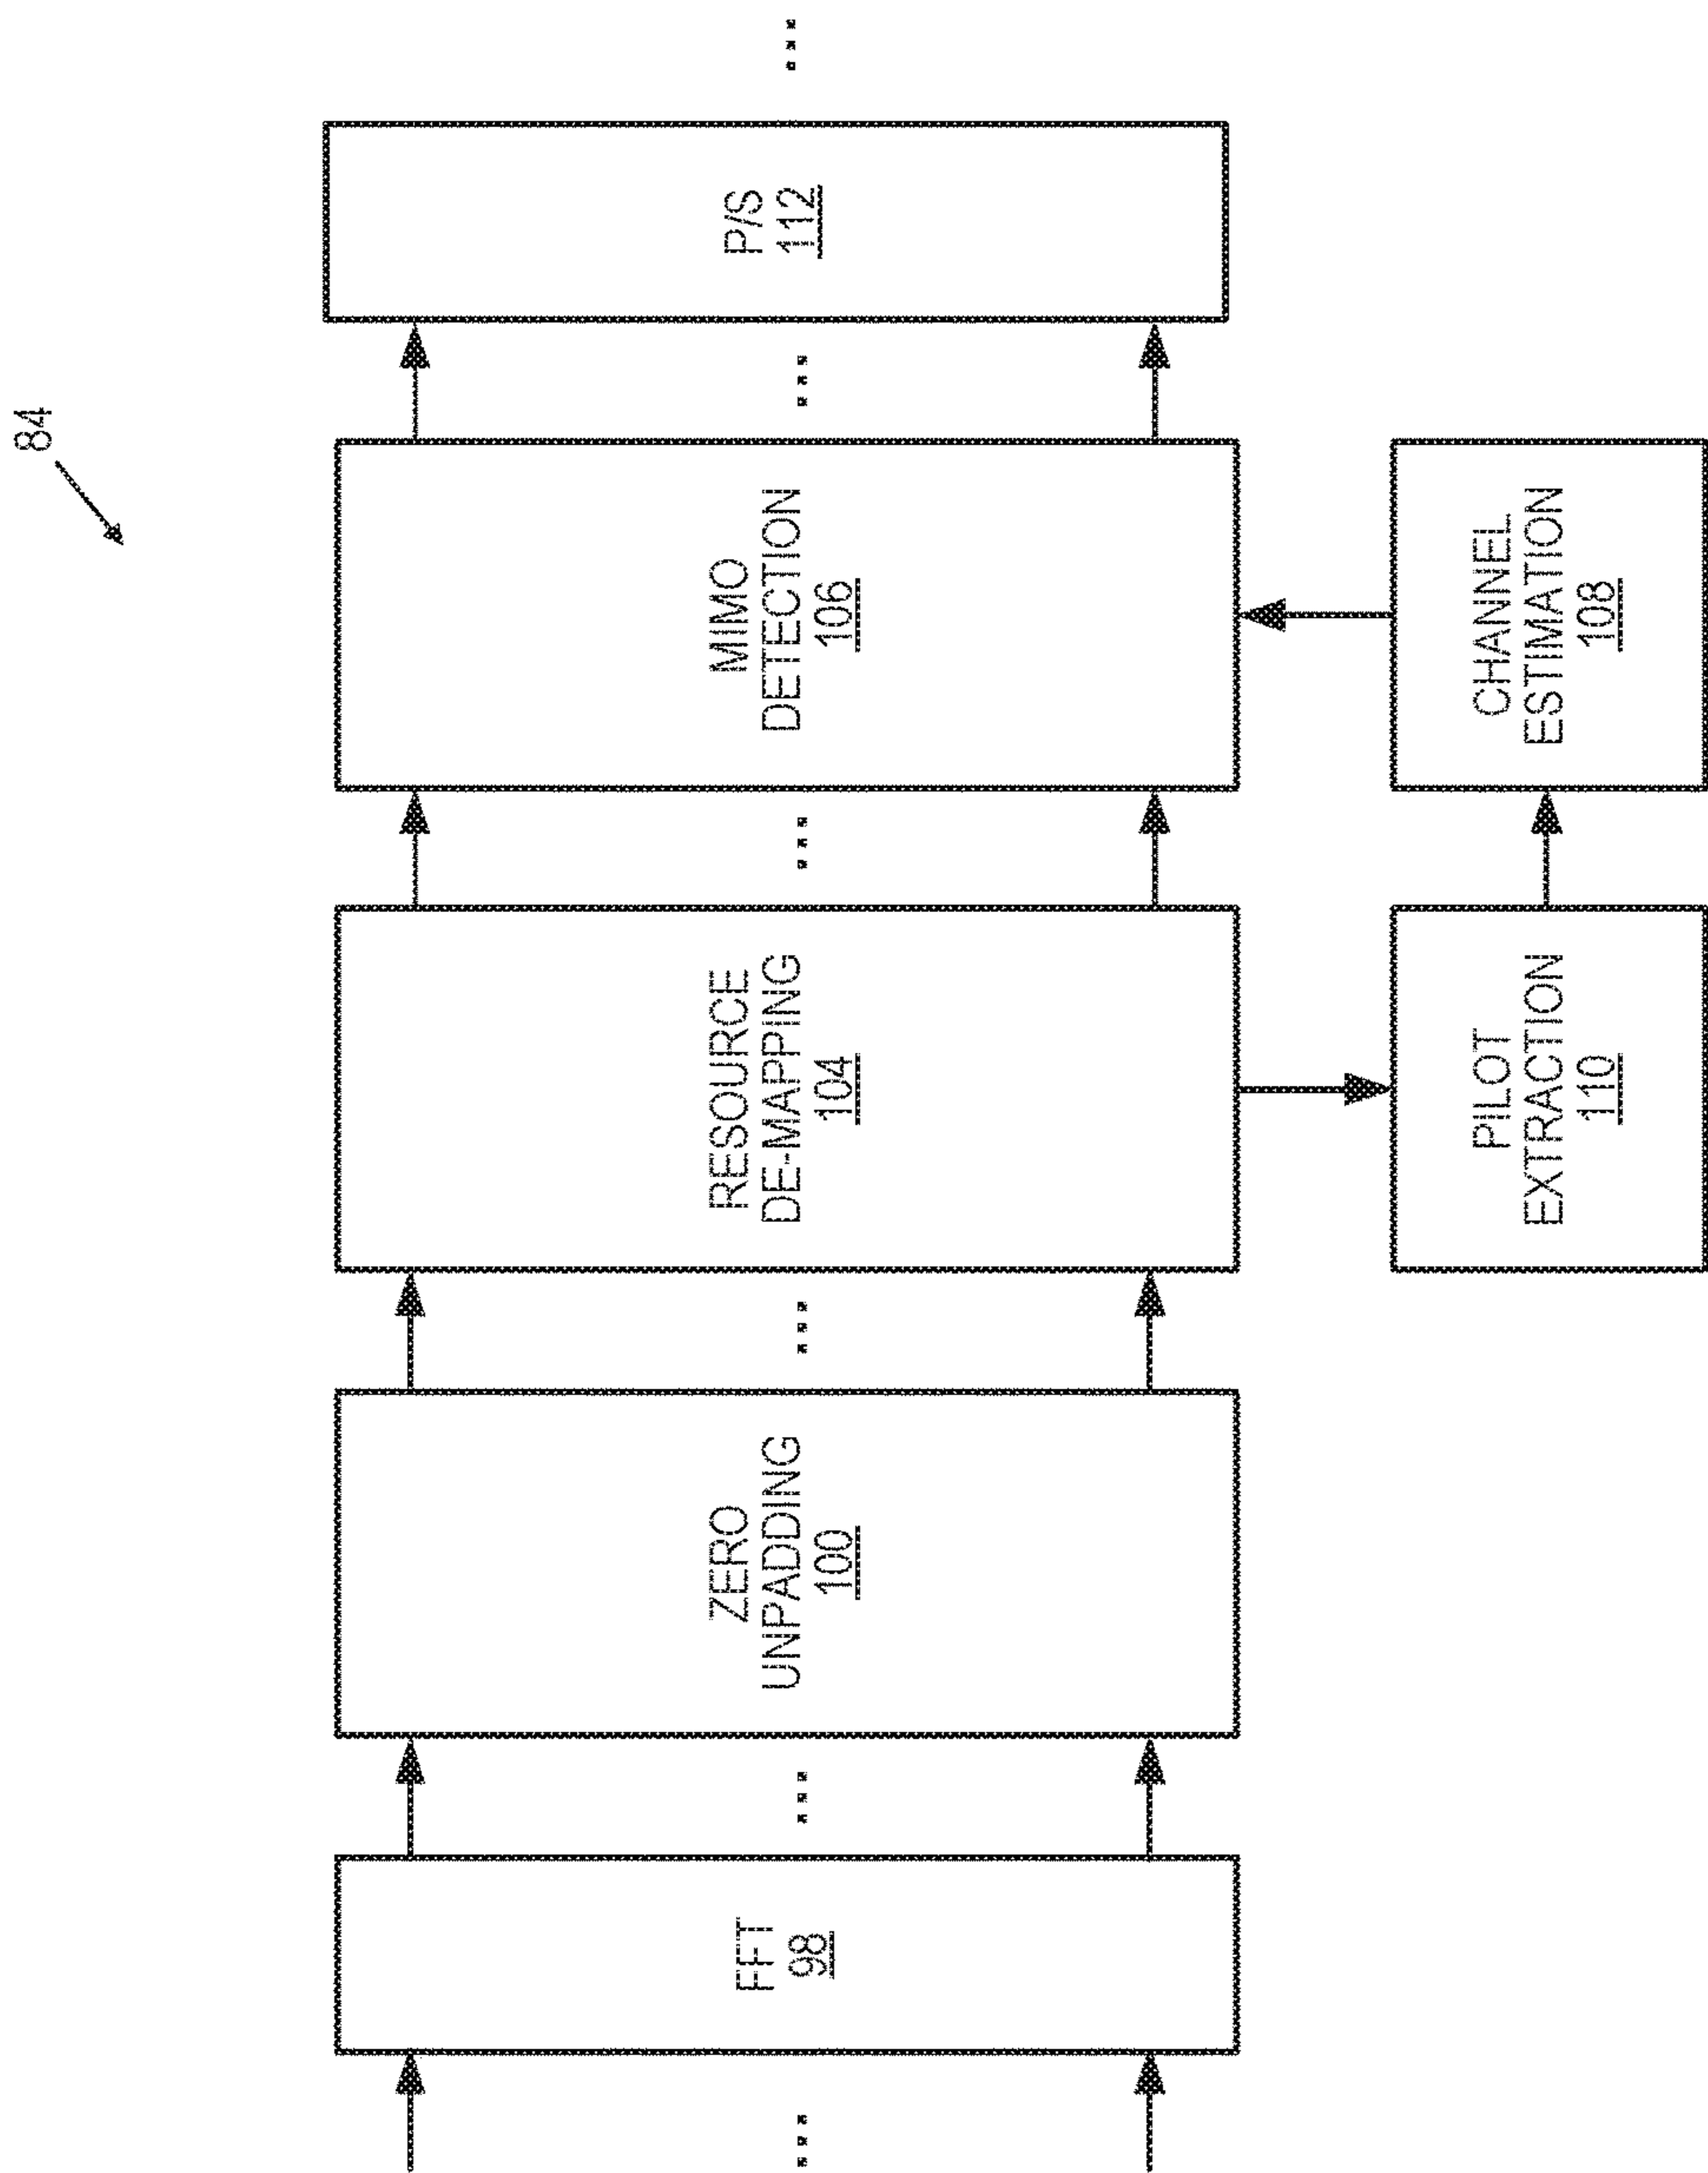 84
FFT
98
ZERO
UNPADDING
100
RESOURCE
DE-MAPPING
104
MIMO
DETECTION
106
P/S
112
PILOT
EXTRACTION
110
CHANNEL
ESTIMATION
108